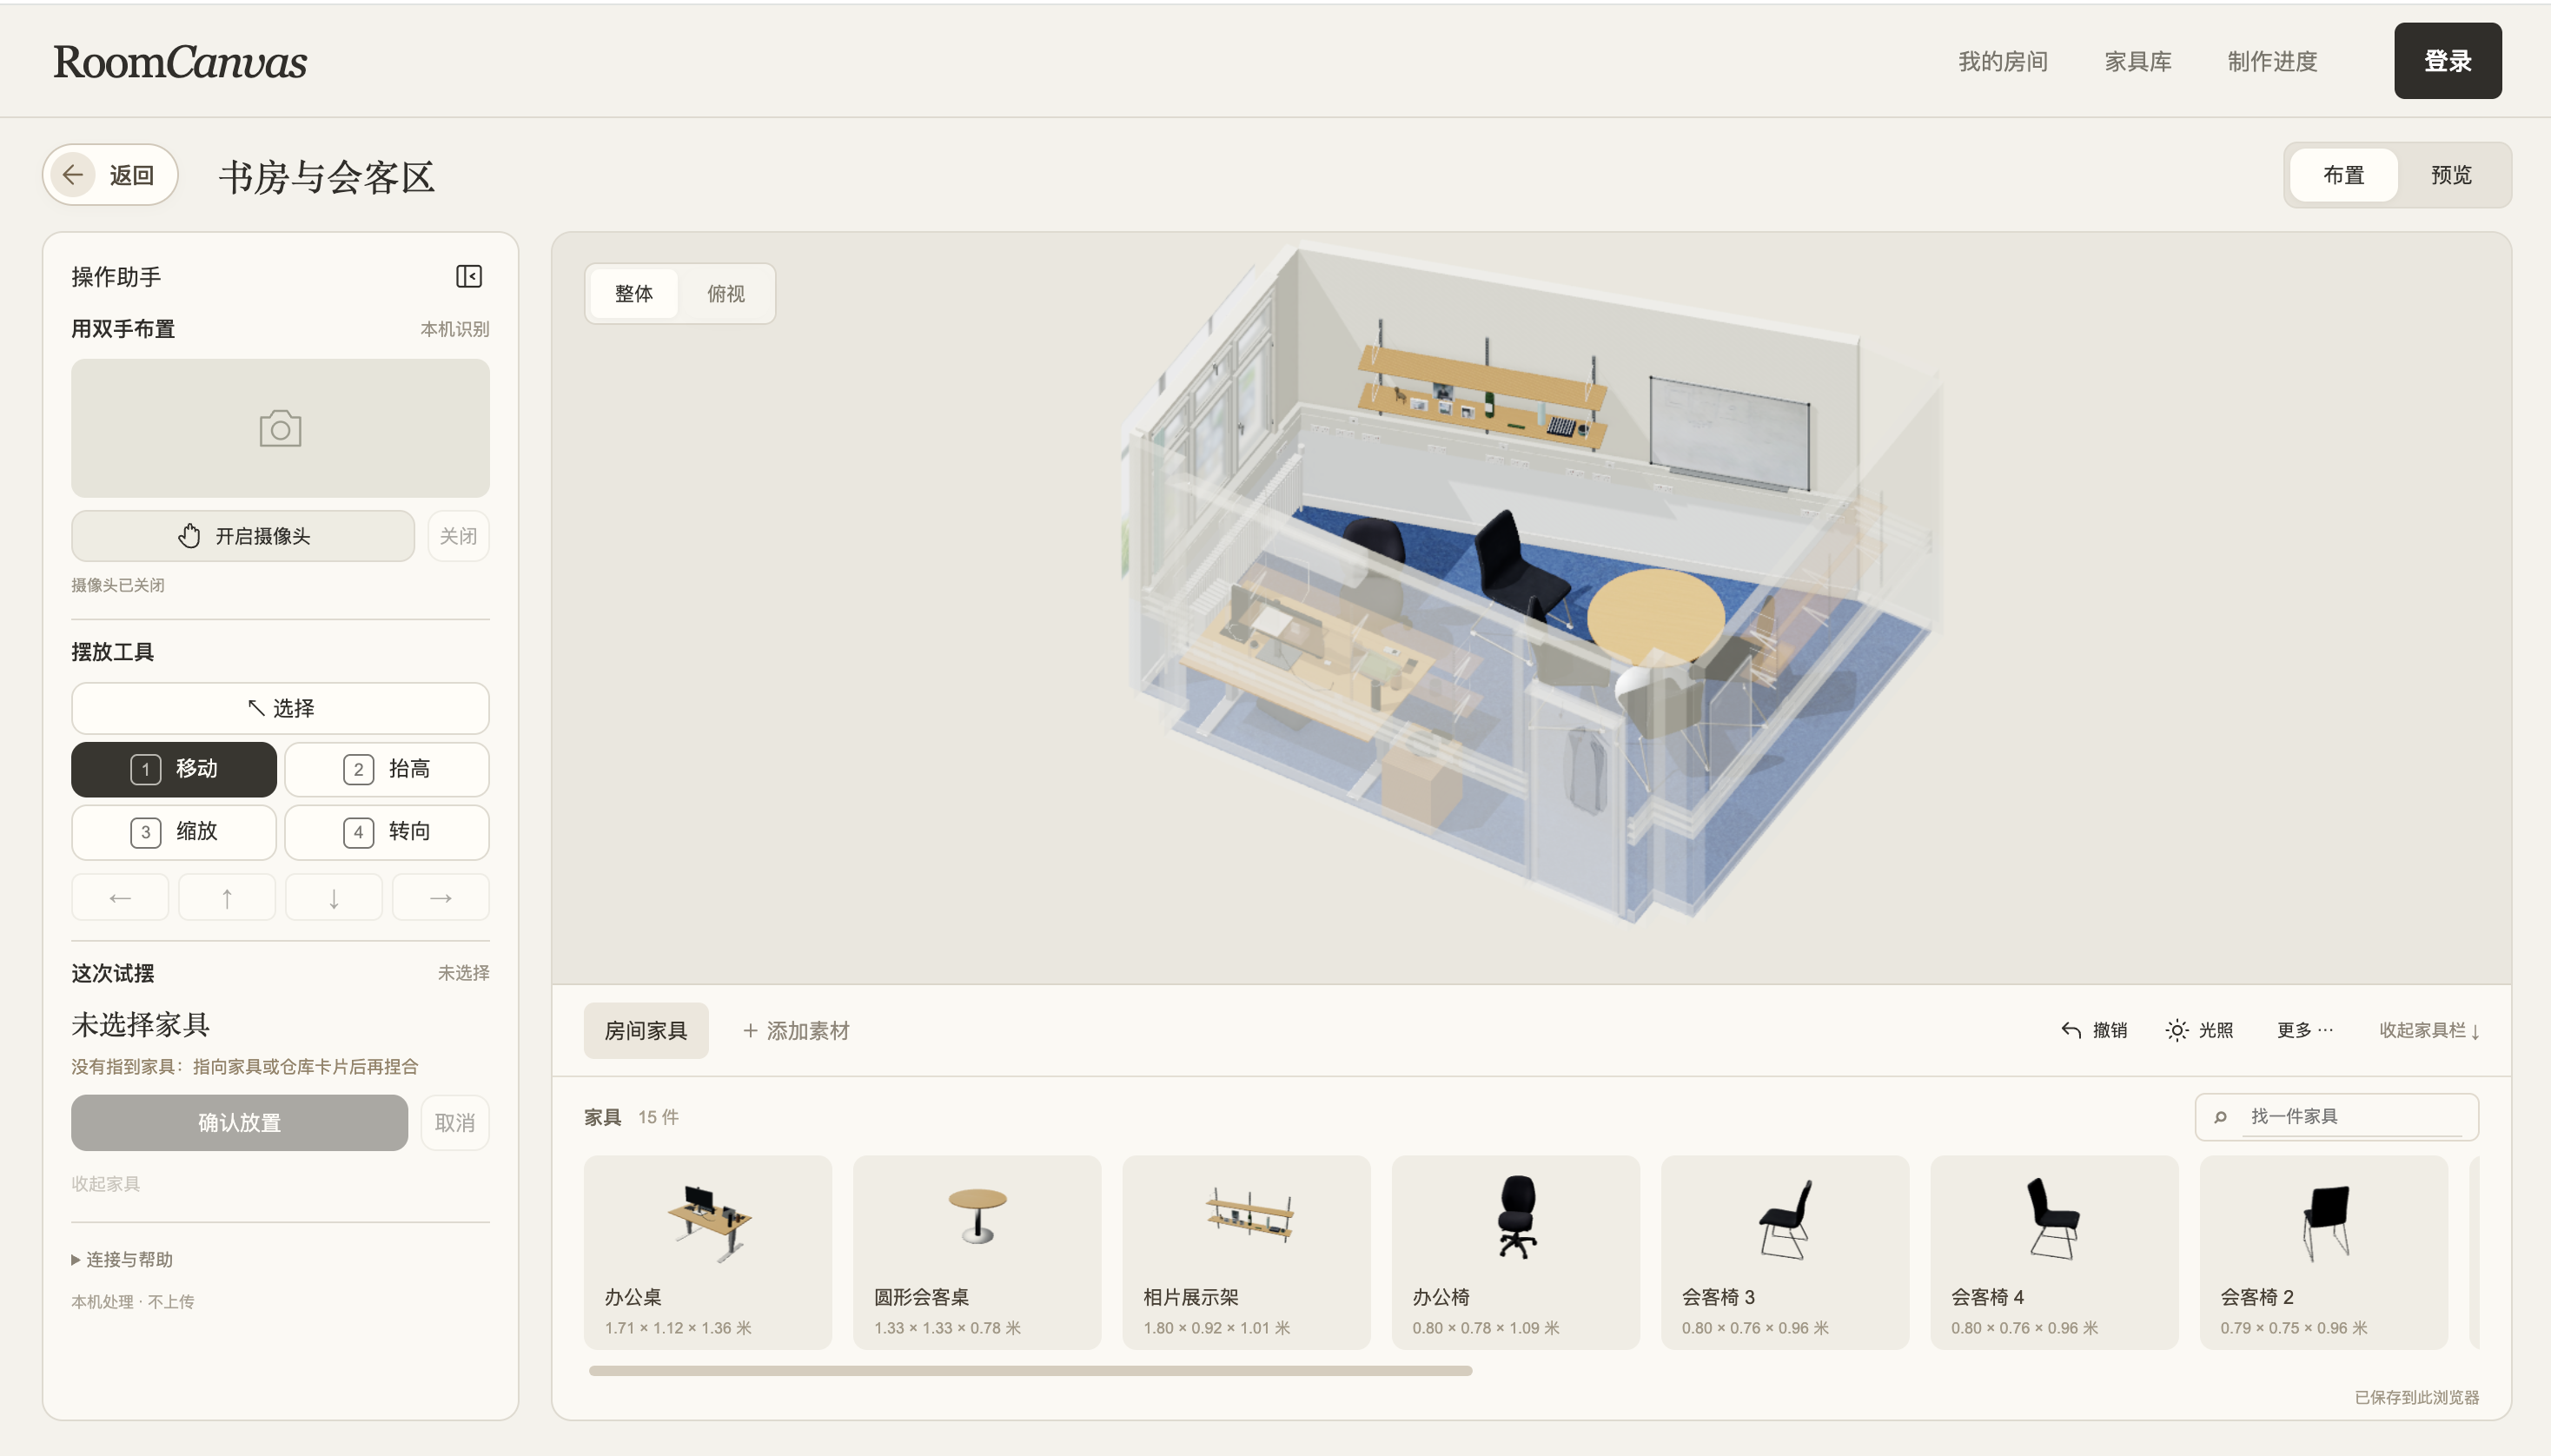 RoomCanvas
我的房间 家具库 制作进度 登录
返回 书房与会客区
布置 预览
操作助手
用双手布置 本机识别
开启摄像头 关闭
摄像头已关闭
摆放工具
↖ 选择
1 移动 2 抬高
3 缩放 4 转向
← ↑ ↓ →
这次试摆 未选择
未选择家具
没有指到家具：指向家具或仓库卡片后再捏合
确认放置 取消
收起家具
▶ 连接与帮助
本机处理 · 不上传
整体 俯视
房间家具 + 添加素材 撤销 光照 更多 ··· 收起家具栏 ↓
家具 15 件 找一件家具
办公桌
1.71 × 1.12 × 1.36 米
圆形会客桌
1.33 × 1.33 × 0.78 米
相片展示架
1.80 × 0.92 × 1.01 米
办公椅
0.80 × 0.78 × 1.09 米
会客椅 3
0.80 × 0.76 × 0.96 米
会客椅 4
0.80 × 0.76 × 0.96 米
会客椅 2
0.79 × 0.75 × 0.96 米
已保存到此浏览器